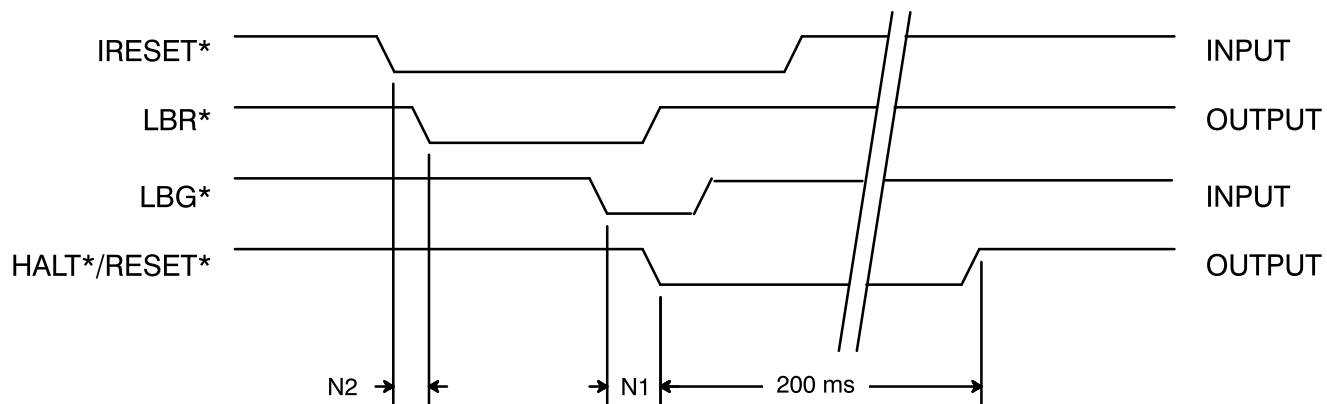 IRESET* INPUT
LBR* OUTPUT
LBG* INPUT
HALT*/RESET* OUTPUT
N2 N1 200 ms